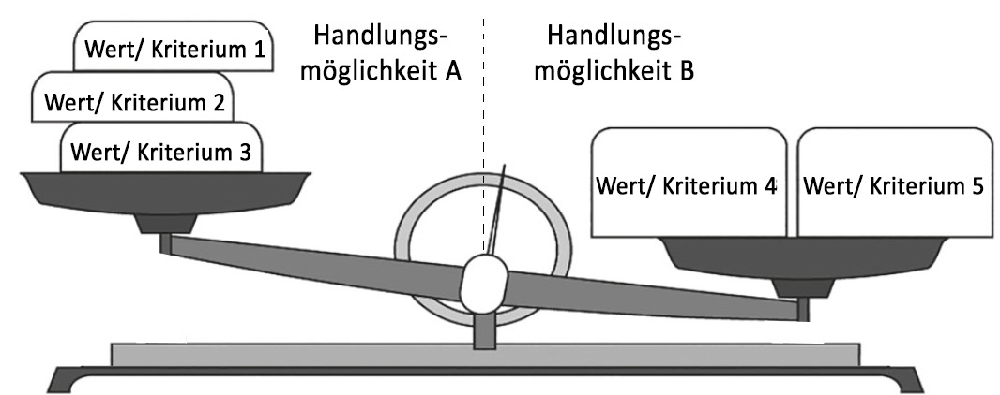 Handlungs-
möglichkeit A
Handlungs-
möglichkeit B
Wert/ Kriterium 1
Wert/ Kriterium 2
Wert/ Kriterium 3
Wert/ Kriterium 4
Wert/ Kriterium 5